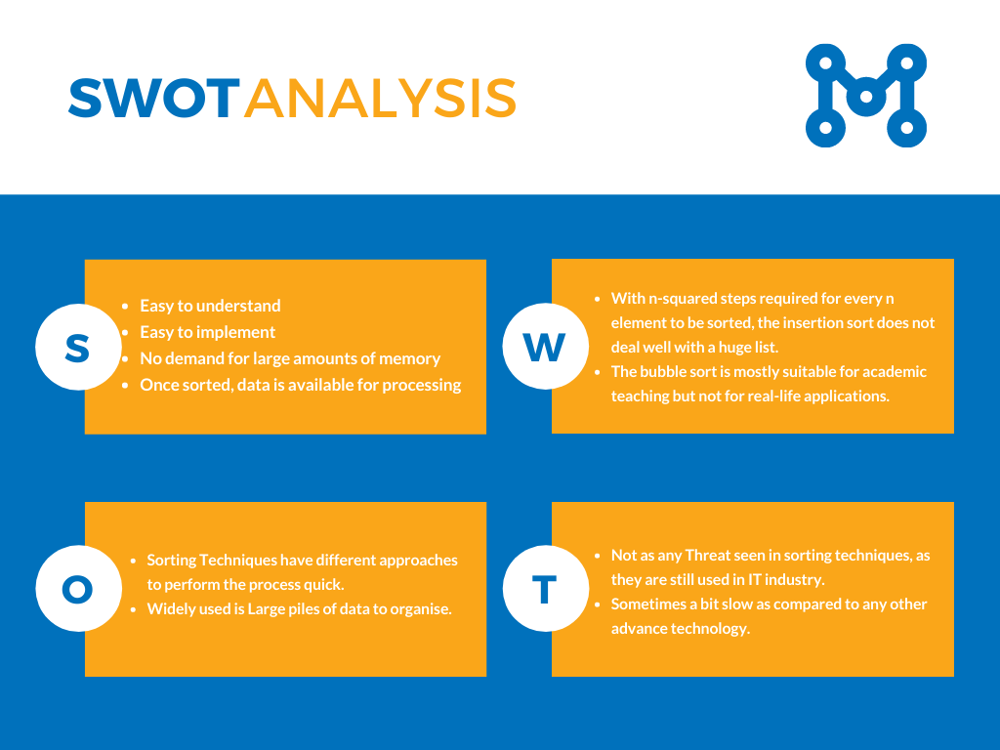 SWOT ANALYSIS
S
• Easy to understand
• Easy to implement
• No demand for large amounts of memory
• Once sorted, data is available for processing
W
• With n-squared steps required for every n
element to be sorted, the insertion sort does not
deal well with a huge list.
• The bubble sort is mostly suitable for academic
teaching but not for real-life applications.
O
• Sorting Techniques have different approaches
to perform the process quick.
• Widely used is Large piles of data to organise.
T
• Not as any Threat seen in sorting techniques, as
they are still used in IT industry.
• Sometimes a bit slow as compared to any other
advance technology.